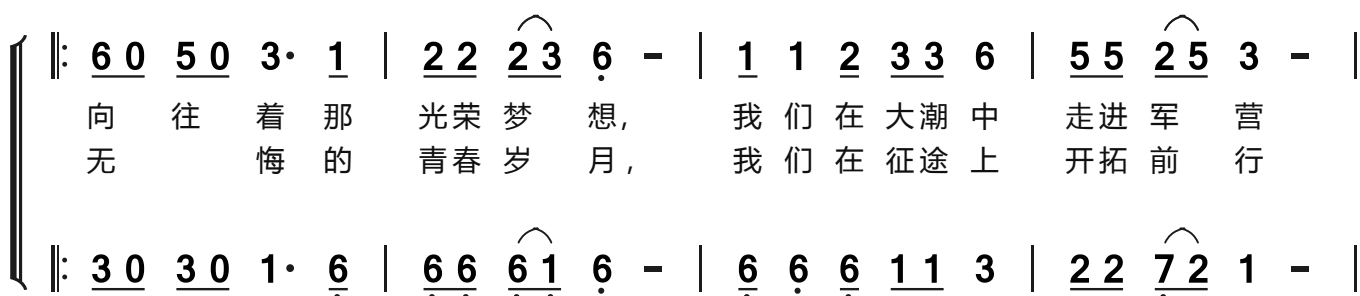 6 0 5 0 3· 1 | 2 2 2 3 6 – | 1 1 2 3 3 6 | 5 5 2 5 3 – |
向 往 着 那 光荣 梦 想, 我 们 在 大潮 中 走进 军 营
无 悔 的 青春 岁 月, 我 们 在 征途 上 开拓 前 行
3 0 3 0 1· 6 | 6 6 6 1 6 – | 6 6 6 1 1 3 | 2 2 7 2 1 – |